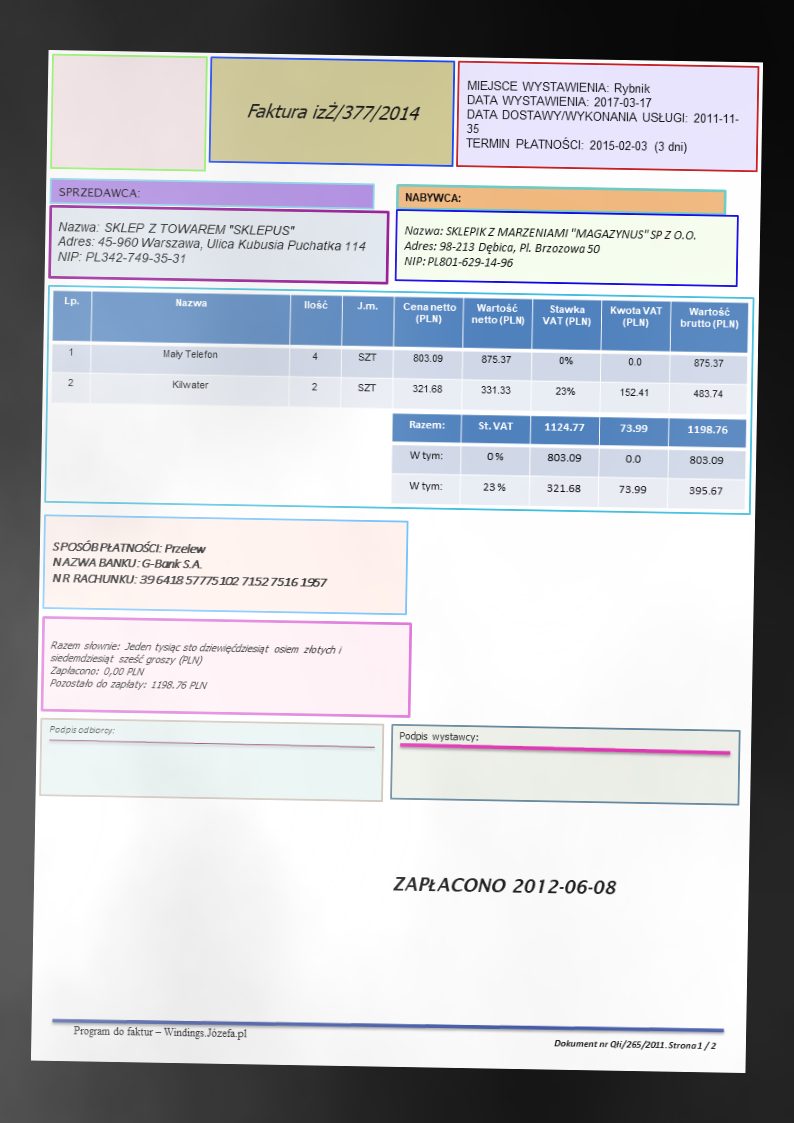 Faktura izŻ/377/2014
MIEJSCE WYSTAWIENIA: Rybnik
DATA WYSTAWIENIA: 2017-03-17
DATA DOSTAWY/WYKONANIA USŁUGI: 2011-11-
35
TERMIN PŁATNOŚCI: 2015-02-03 (3 dni)
SPRZEDAWCA:
Nazwa: SKLEP Z TOWAREM "SKLEPUS"
Adres: 45-960 Warszawa, Ulica Kubusia Puchatka 114
NIP: PL342-749-35-31
NABYWCA:
Nazwa: SKLEPIK Z MARZENIAMI "MAGAZYNUS" SP Z O.O.
Adres: 98-213 Dębica, Pl. Brzozowa 50
NIP: PL801-629-14-96
Lp. Nazwa Ilość J.m. Cena netto (PLN) Wartość netto (PLN) Stawka VAT (PLN) Kwota VAT (PLN) Wartość brutto (PLN)
1 Mały Telefon 4 SZT 803.09 875.37 0% 0.0 875.37
2 Kilwater 2 SZT 321.68 331.33 23% 152.41 483.74
Razem: St. VAT 1124.77 73.99 1198.76
W tym: 0 % 803.09 0.0 803.09
W tym: 23 % 321.68 73.99 395.67
SPOSÓB PŁATNOŚCI: Przelew
NAZWA BANKU: G-Bank S.A.
NR RACHUNKU: 39 6418 5777 5102 7152 7516 1957
Razem słownie: Jeden tysiąc sto dziewięćdziesiąt osiem złotych i
siedemdziesiąt sześć groszy (PLN)
Zapłacono: 0,00 PLN
Pozostało do zapłaty: 1198.76 PLN
Podpis odbiorcy:
Podpis wystawcy:
ZAPŁACONO 2012-06-08
Program do faktur – Windings.Józefa.pl
Dokument nr Qłi/265/2011. Strona 1 / 2